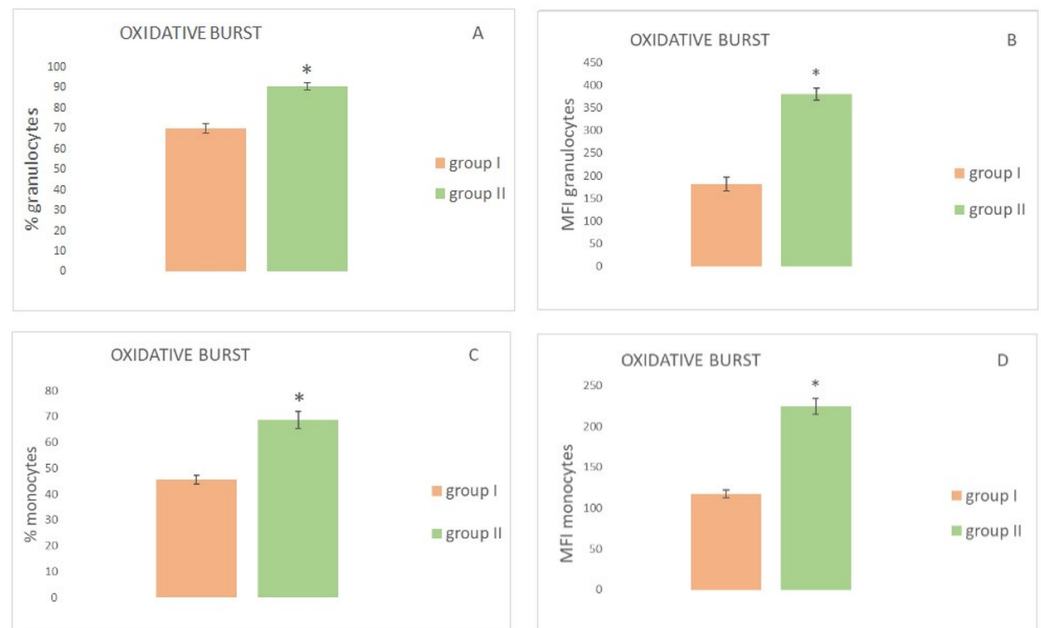 OXIDATIVE BURST
A
*
100
90
80
70
60
50
40
30
20
10
0
% granulocytes
group I
group II
OXIDATIVE BURST
B
*
450
400
350
300
250
200
150
100
50
0
MFI granulocytes
group I
group II
OXIDATIVE BURST
C
*
80
70
60
50
40
30
20
10
0
% monocytes
group I
group II
OXIDATIVE BURST
D
*
250
200
150
100
50
0
MFI monocytes
group I
group II